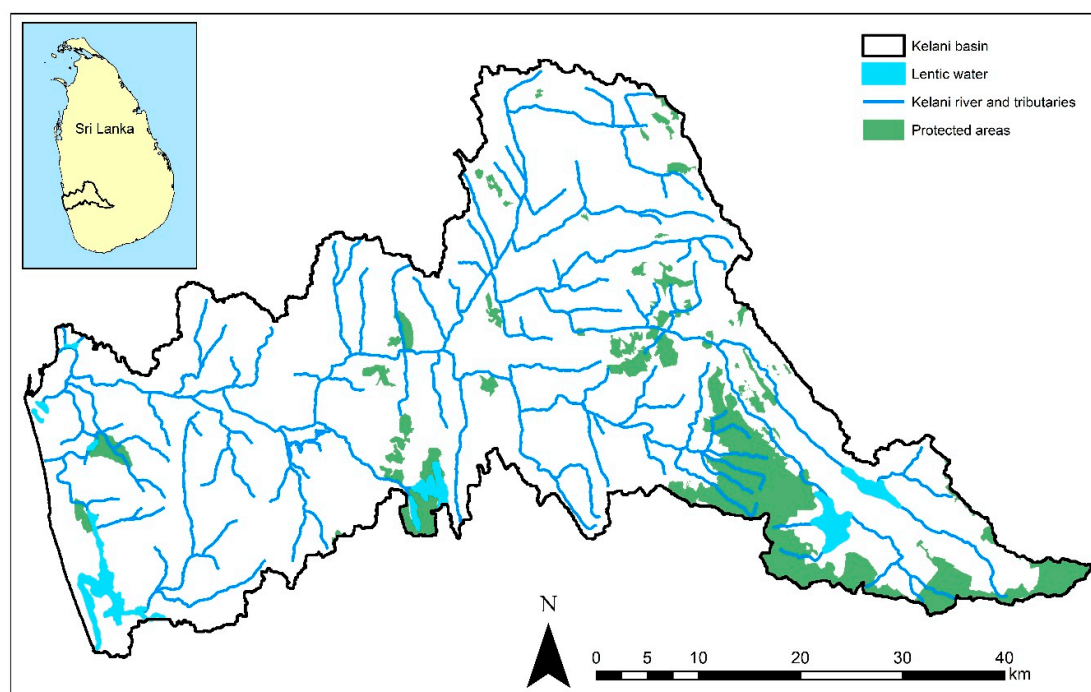 Sri Lanka
Kelani basin
Lentic water
Kelani river and tributaries
Protected areas
N
0 5 10 20 30 40
km